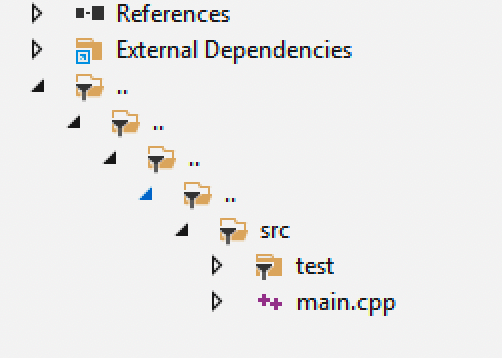 References
External Dependencies
..
..
..
..
src
test
main.cpp